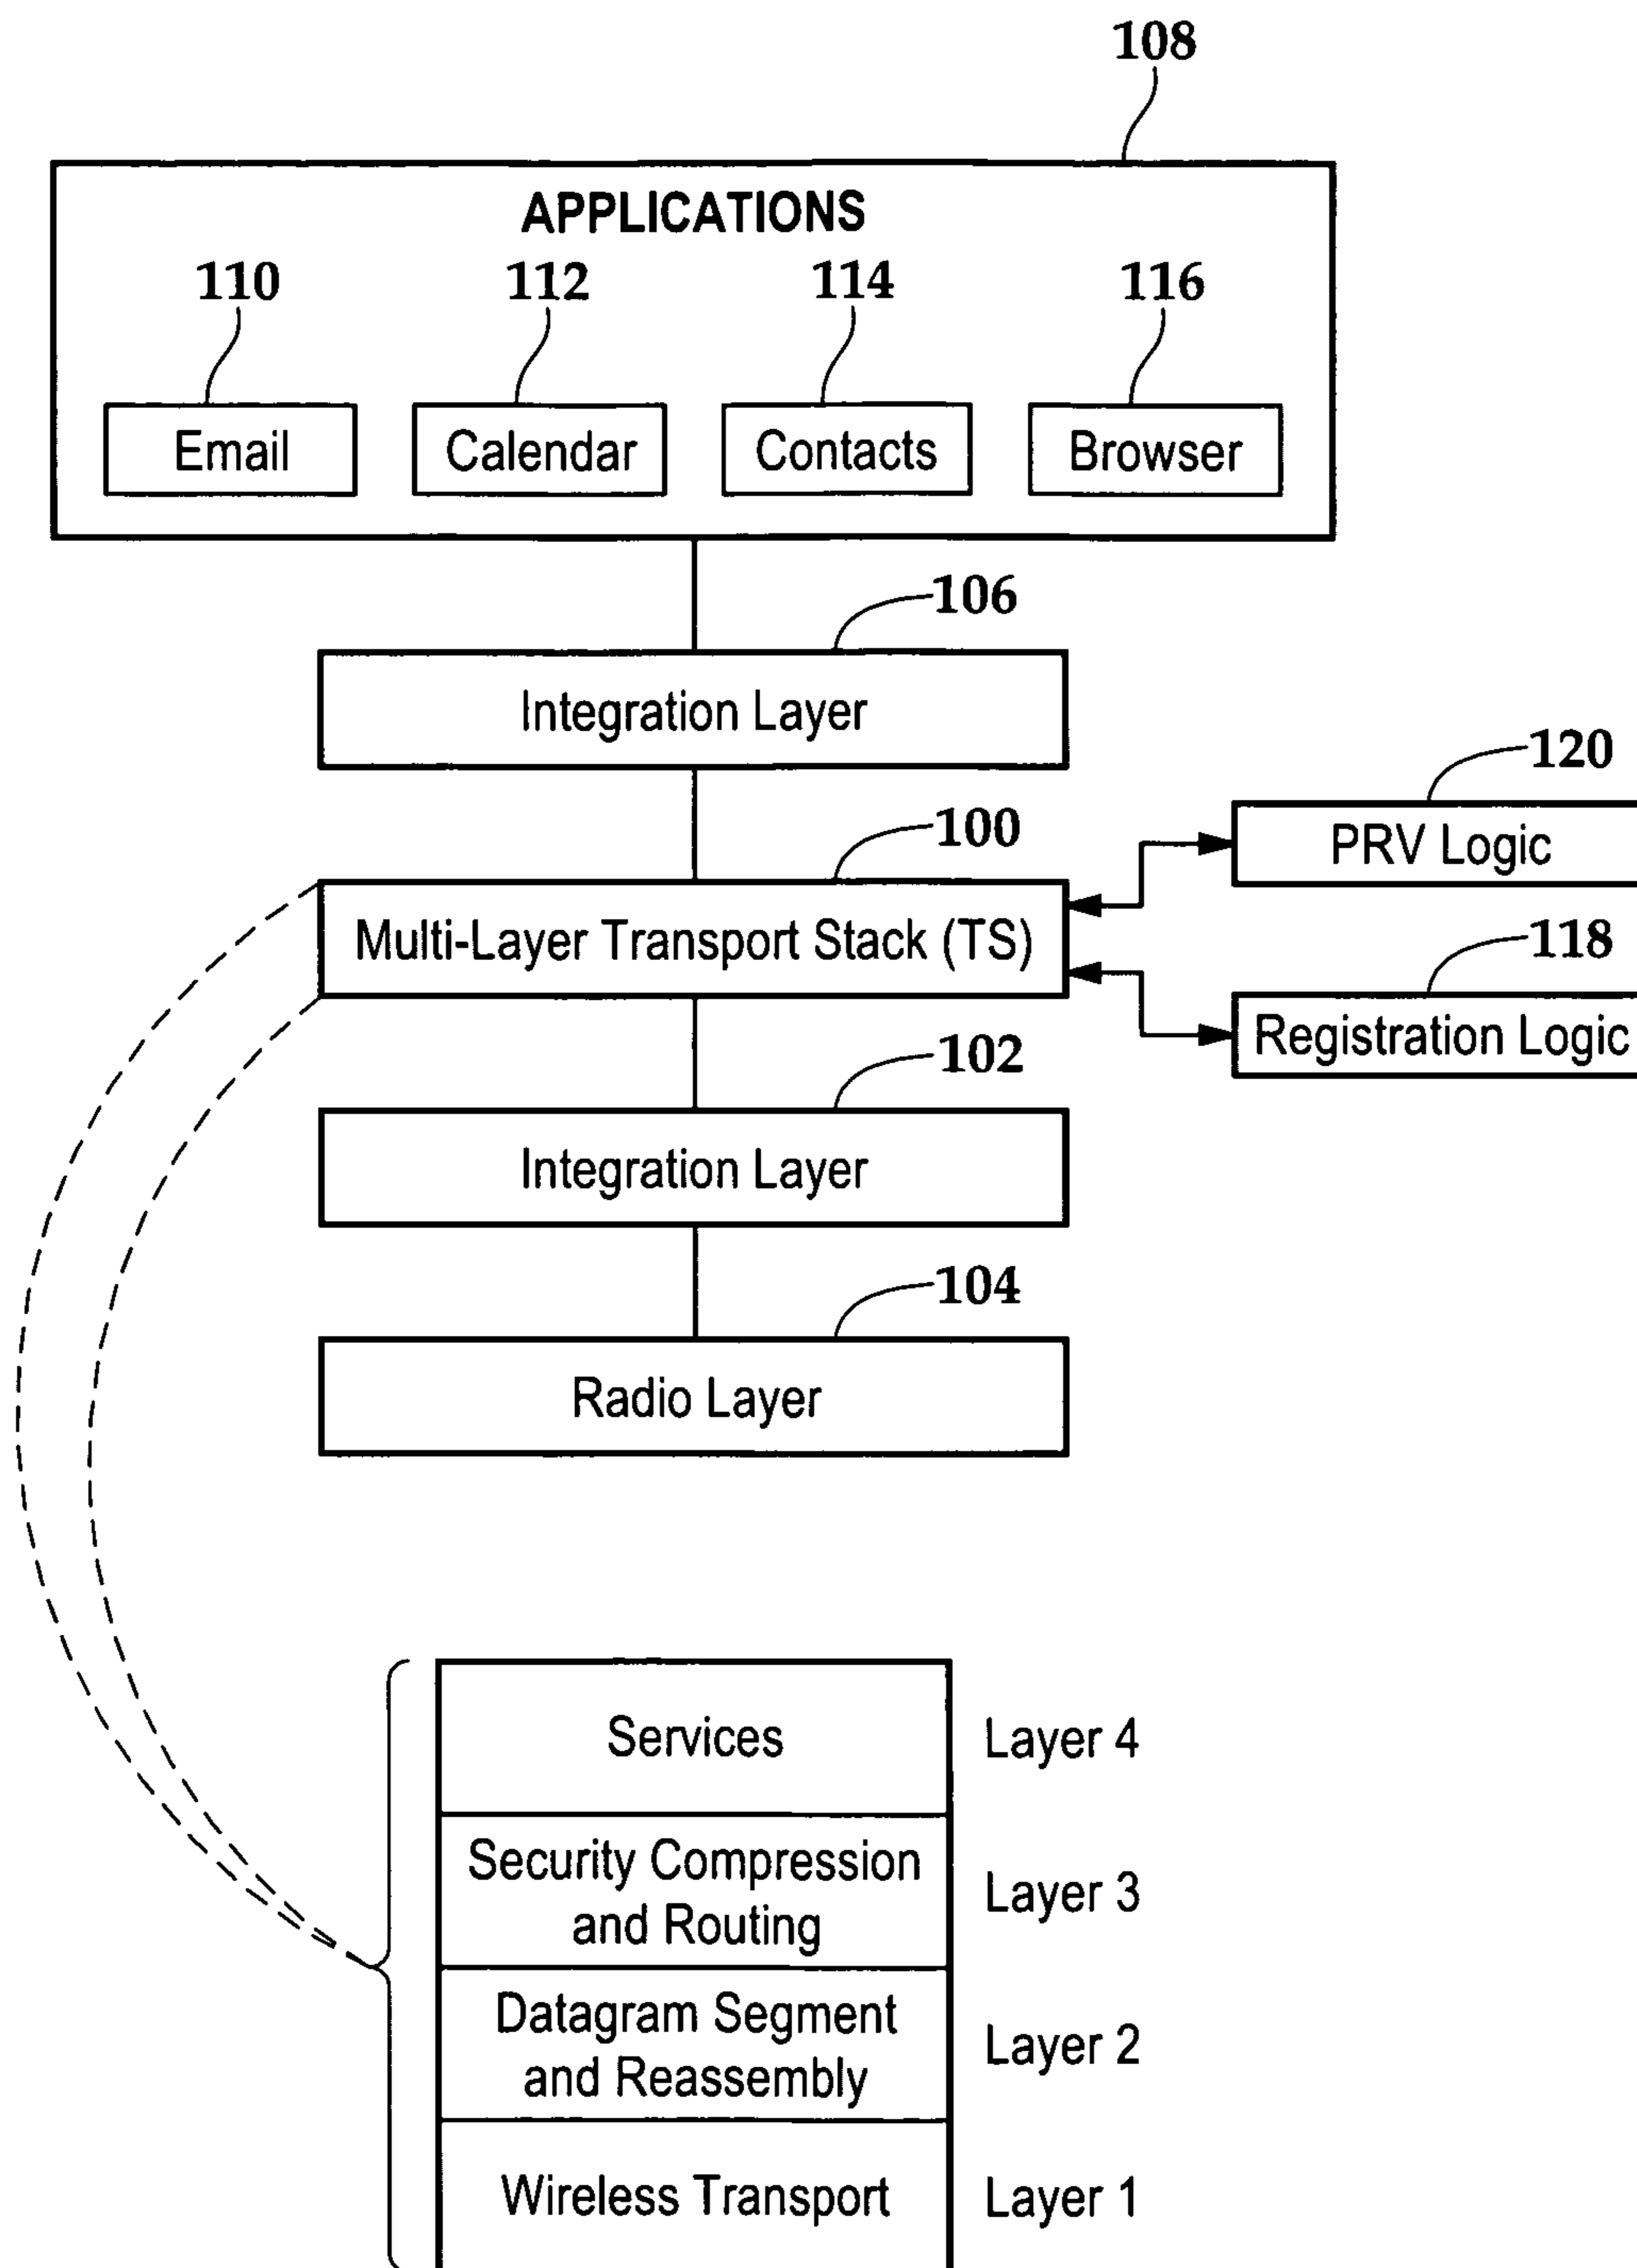 108
APPLICATIONS
110 112 114 116
Email Calendar Contacts Browser
106
Integration Layer
120
PRV Logic
100
Multi-Layer Transport Stack (TS)
118
Registration Logic
102
Integration Layer
104
Radio Layer
Services Layer 4
Security Compression
and Routing
Layer 3
Datagram Segment
and Reassembly
Layer 2
Wireless Transport Layer 1